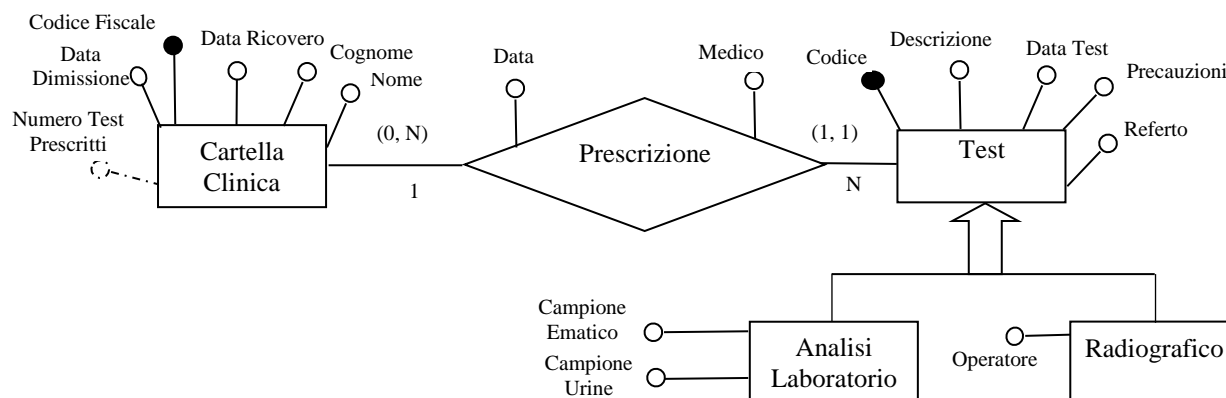 Codice Fiscale
Data
Dimissione
Data Ricovero
Cognome
Nome
Numero Test
Prescritti
Cartella
Clinica
(0, N)
1
Data
Medico
Prescrizione
(1, 1)
N
Codice
Descrizione
Data Test
Precauzioni
Referto
Test
Campione
Ematico
Campione
Urine
Analisi
Laboratorio
Operatore
Radiografico